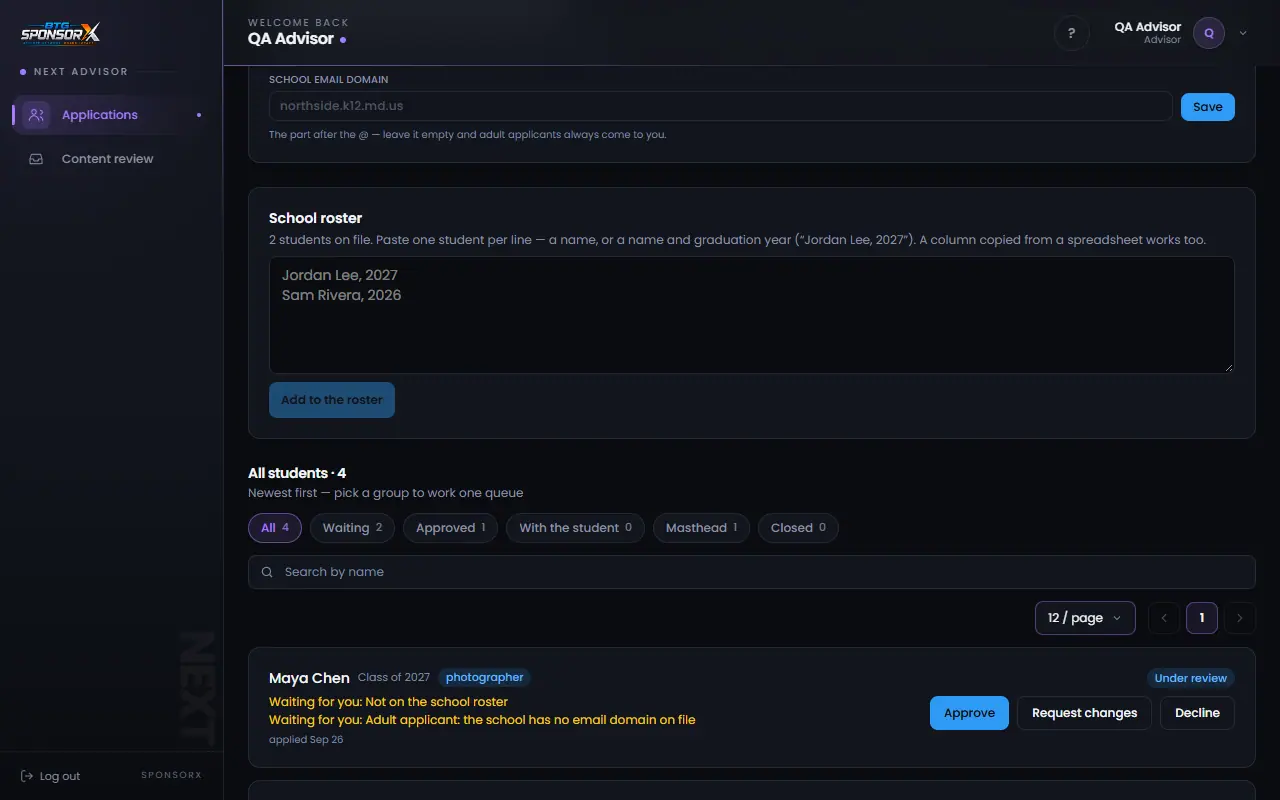 BTG
SPONSORX
WELCOME BACK
QA Advisor
?
QA Advisor
Advisor
Q
NEXT ADVISOR
Applications
Content review
SCHOOL EMAIL DOMAIN
northside.k12.md.us
Save
The part after the @ — leave it empty and adult applicants always come to you.
School roster
2 students on file. Paste one student per line — a name, or a name and graduation year (“Jordan Lee, 2027”). A column copied from a spreadsheet works too.
Jordan Lee, 2027
Sam Rivera, 2026
Add to the roster
All students · 4
Newest first — pick a group to work one queue
All 4
Waiting 2
Approved 1
With the student 0
Masthead 1
Closed 0
Search by name
12 / page
1
Maya Chen Class of 2027 photographer
Under review
Waiting for you: Not on the school roster
Waiting for you: Adult applicant: the school has no email domain on file
applied Sep 26
Approve
Request changes
Decline
NEXT
Log out
SPONSORX